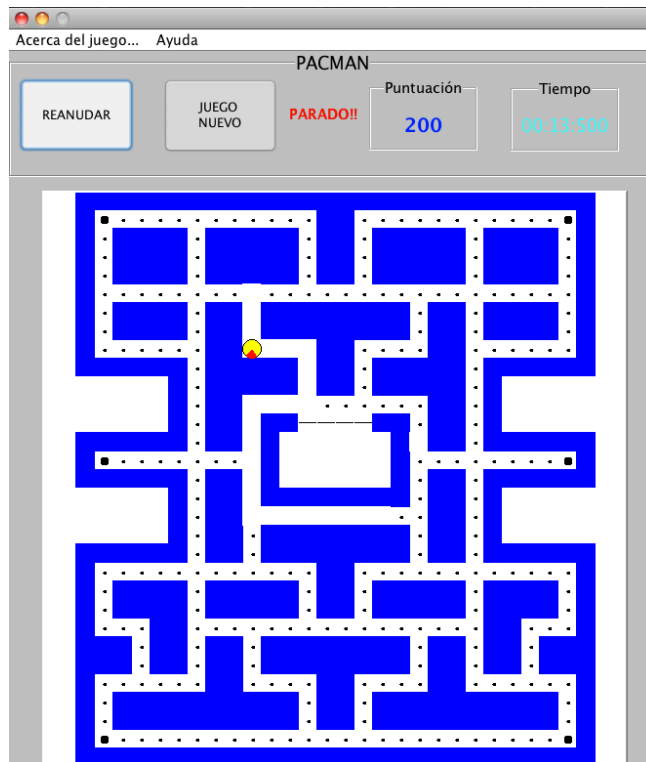 Acerca del juego... Ayuda
PACMAN
REANUDAR
JUEGO
NUEVO
PARADO!!
Puntuación
200
Tiempo
00:13:500